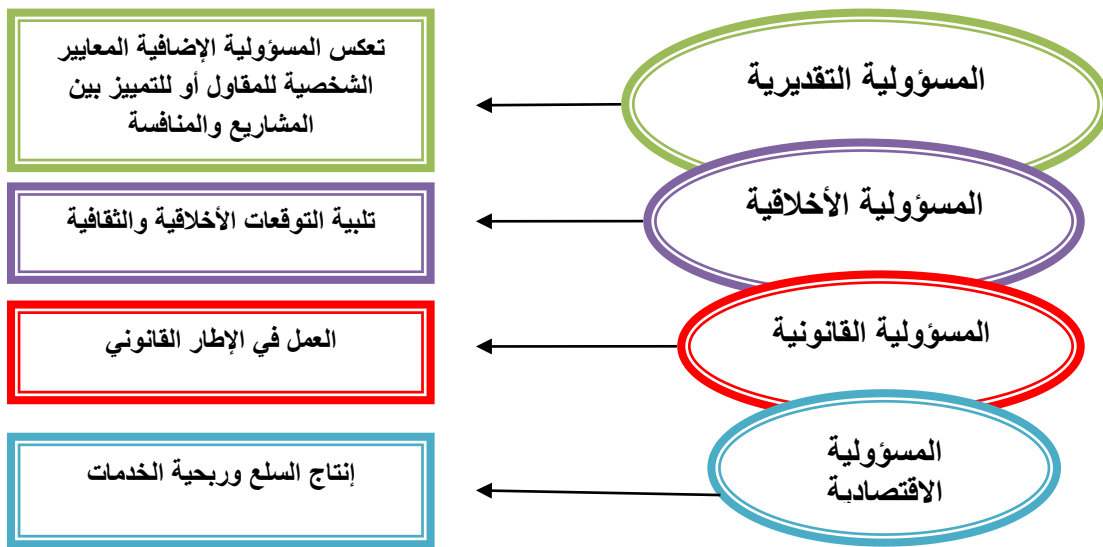 المسؤولية التقديرية
تعكس المسؤولية الإضافية المعايير
الشخصية للمقاول أو للتمييز بين
المشاريع والمنافسة
المسؤولية الأخلاقية
تلبية التوقعات الأخلاقية والثقافية
المسؤولية القانونية
العمل في الإطار القانوني
المسؤولية
الاقتصادية
إنتاج السلع وربحية الخدمات